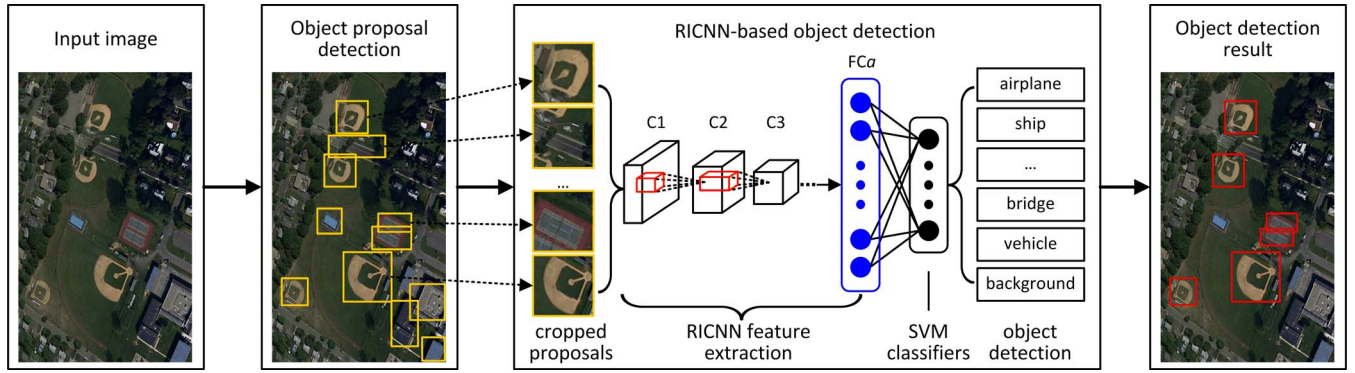 Input image
Object proposal
detection
RICNN-based object detection
Object detection
result
C1
C2
C3
FCa
...
airplane
ship
...
bridge
vehicle
background
cropped
proposals
RICNN feature
extraction
SVM
classifiers
object
detection